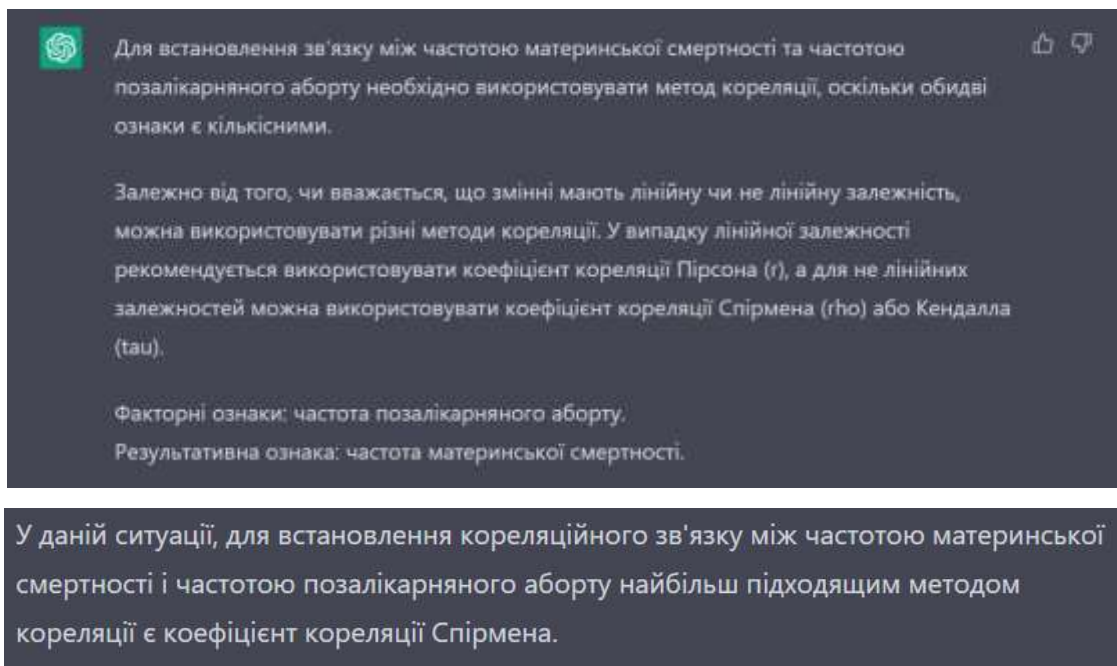 Для встановлення зв'язку між частотою материнської смертності та частотою
позалікарняного аборту необхідно використовувати метод кореляції, оскільки обидві
ознаки є кількісними.
Залежно від того, чи вважається, що змінні мають лінійну чи не лінійну залежність,
можна використовувати різні методи кореляції. У випадку лінійної залежності
рекомендується використовувати коефіцієнт кореляції Пірсона (r), а для не лінійних
залежностей можна використовувати коефіцієнт кореляції Спірмена (rho) або Кендалла
(tau).
Факторні ознаки: частота позалікарняного аборту.
Результативна ознака: частота материнської смертності.
У даній ситуації, для встановлення кореляційного зв'язку між частотою материнської
смертності і частотою позалікарняного аборту найбільш підходящим методом
кореляції є коефіцієнт кореляції Спірмена.